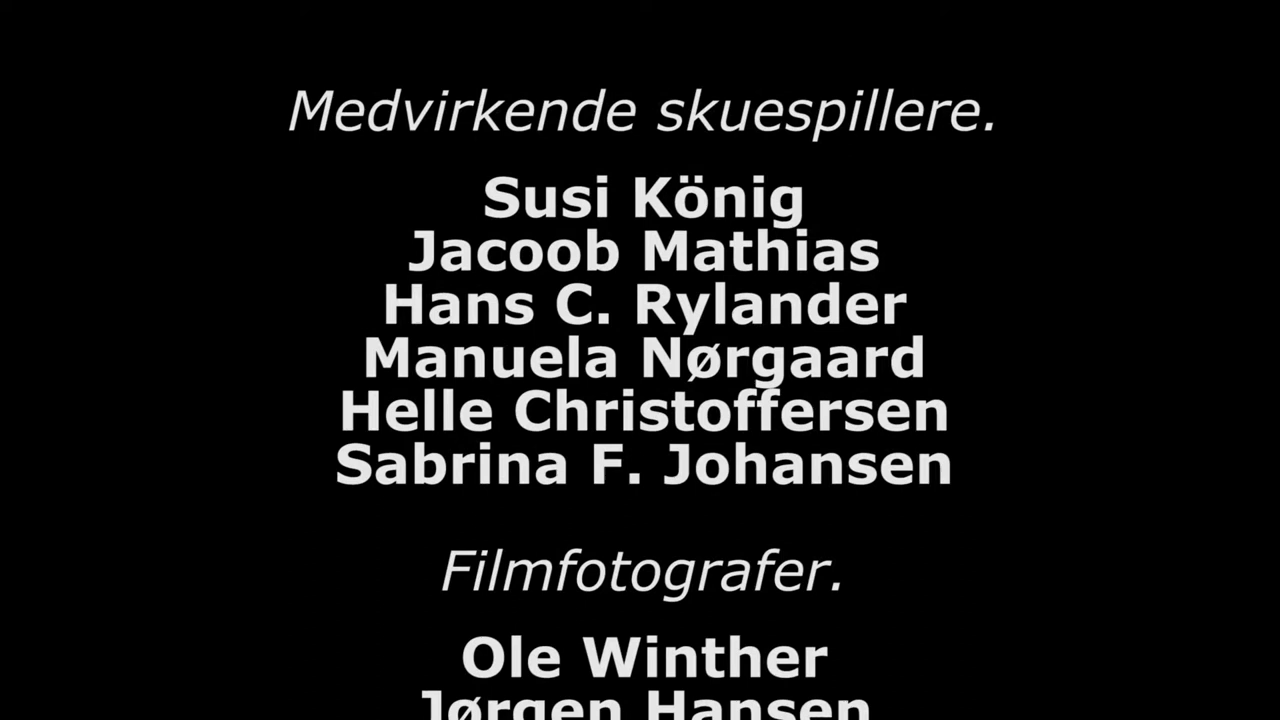 Medvirkende skuespillere.
Susi König
Jacoob Mathias
Hans C. Rylander
Manuela Nørgaard
Helle Christoffersen
Sabrina F. Johansen
Filmfotografer.
Ole Winther
Jørgen Hansen